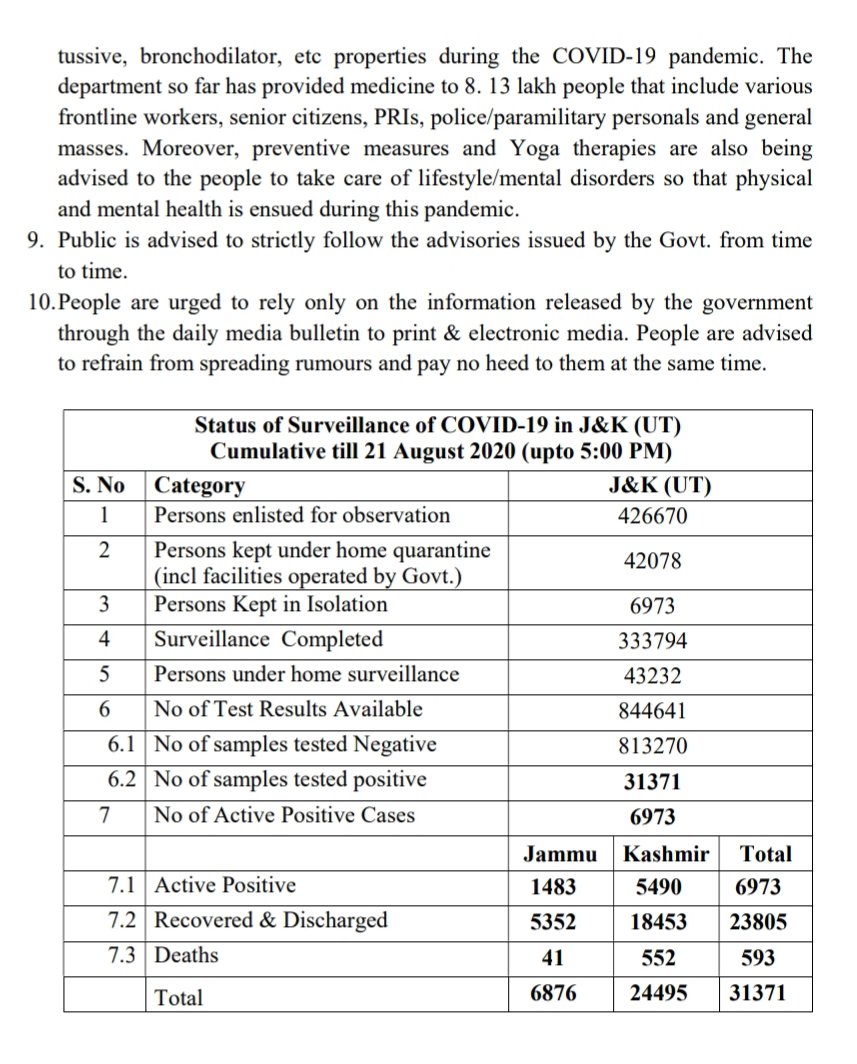 tussive, bronchodilator, etc properties during the COVID-19 pandemic. The
department so far has provided medicine to 8. 13 lakh people that include various
frontline workers, senior citizens, PRIs, police/paramilitary personals and general
masses. Moreover, preventive measures and Yoga therapies are also being
advised to the people to take care of lifestyle/mental disorders so that physical
and mental health is ensued during this pandemic.
9. Public is advised to strictly follow the advisories issued by the Govt. from time
to time.
10.People are urged to rely only on the information released by the government
through the daily media bulletin to print & electronic media. People are advised
to refrain from spreading rumours and pay no heed to them at the same time.
Status of Surveillance of COVID-19 in J&K (UT)
Cumulative till 21 August 2020 (upto 5:00 PM)
S. No Category J&K (UT)
1 Persons enlisted for observation 426670
2 Persons kept under home quarantine
(incl facilities operated by Govt.) 42078
3 Persons Kept in Isolation 6973
4 Surveillance Completed 333794
5 Persons under home surveillance 43232
6 No of Test Results Available 844641
6.1 No of samples tested Negative 813270
6.2 No of samples tested positive 31371
7 No of Active Positive Cases 6973
Jammu Kashmir Total
7.1 Active Positive 1483 5490 6973
7.2 Recovered & Discharged 5352 18453 23805
7.3 Deaths 41 552 593
Total 6876 24495 31371